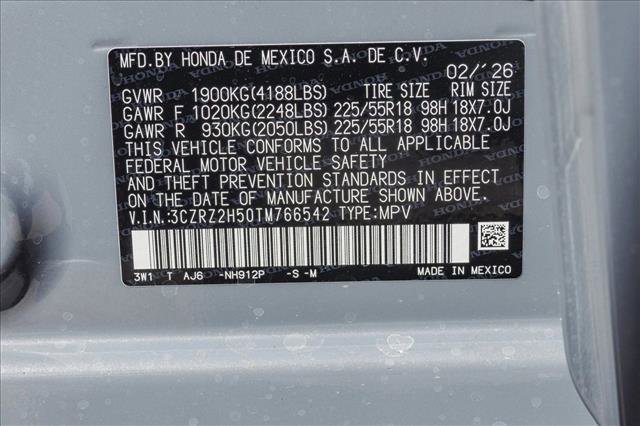 MFD.BY HONDA DE MEXICO S.A. DE C.V.
02/'26
GVWR 1900KG(4188LBS) TIRE SIZE RIM SIZE
GAWR F 1020KG(2248LBS) 225/55R18 98H 18X7.0J
GAWR R 930KG(2050LBS) 225/55R18 98H 18X7.0J
THIS VEHICLE CONFORMS TO ALL APPLICABLE
FEDERAL MOTOR VEHICLE SAFETY
AND THEFT PREVENTION STANDARDS IN EFFECT
ON THE DATE OF MANUFACTURE SHOWN ABOVE.
V.I.N.:3CZRZ2H50TM766542 TYPE:MPV
3W1 T AJ6 -NH912P -S-M MADE IN MEXICO